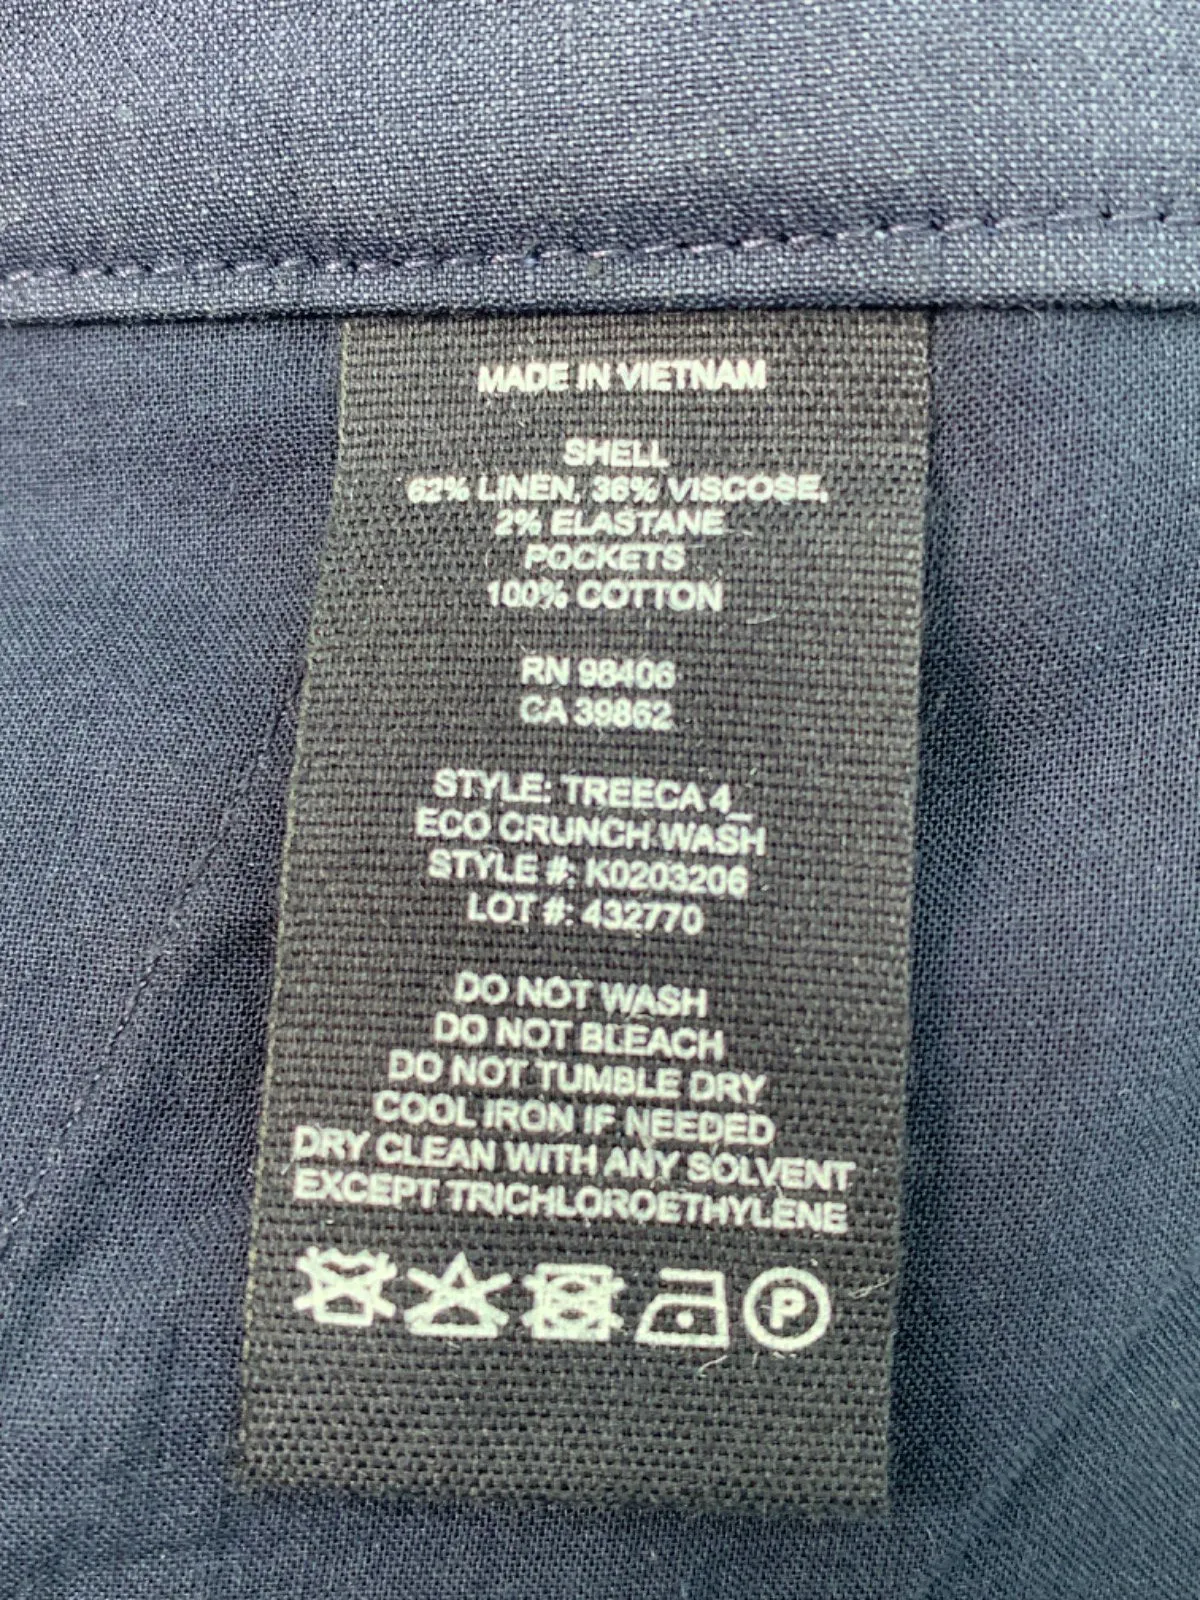 MADE IN VIETNAM
SHELL
62% LINEN, 36% VISCOSE,
2% ELASTANE
POCKETS
100% COTTON
RN 98406
CA 39862
STYLE: TREECA 4_
ECO CRUNCH WASH
STYLE #: K0203206
LOT #: 432770
DO NOT WASH
DO NOT BLEACH
DO NOT TUMBLE DRY
COOL IRON IF NEEDED
DRY CLEAN WITH ANY SOLVENT
EXCEPT TRICHLOROETHYLENE
P